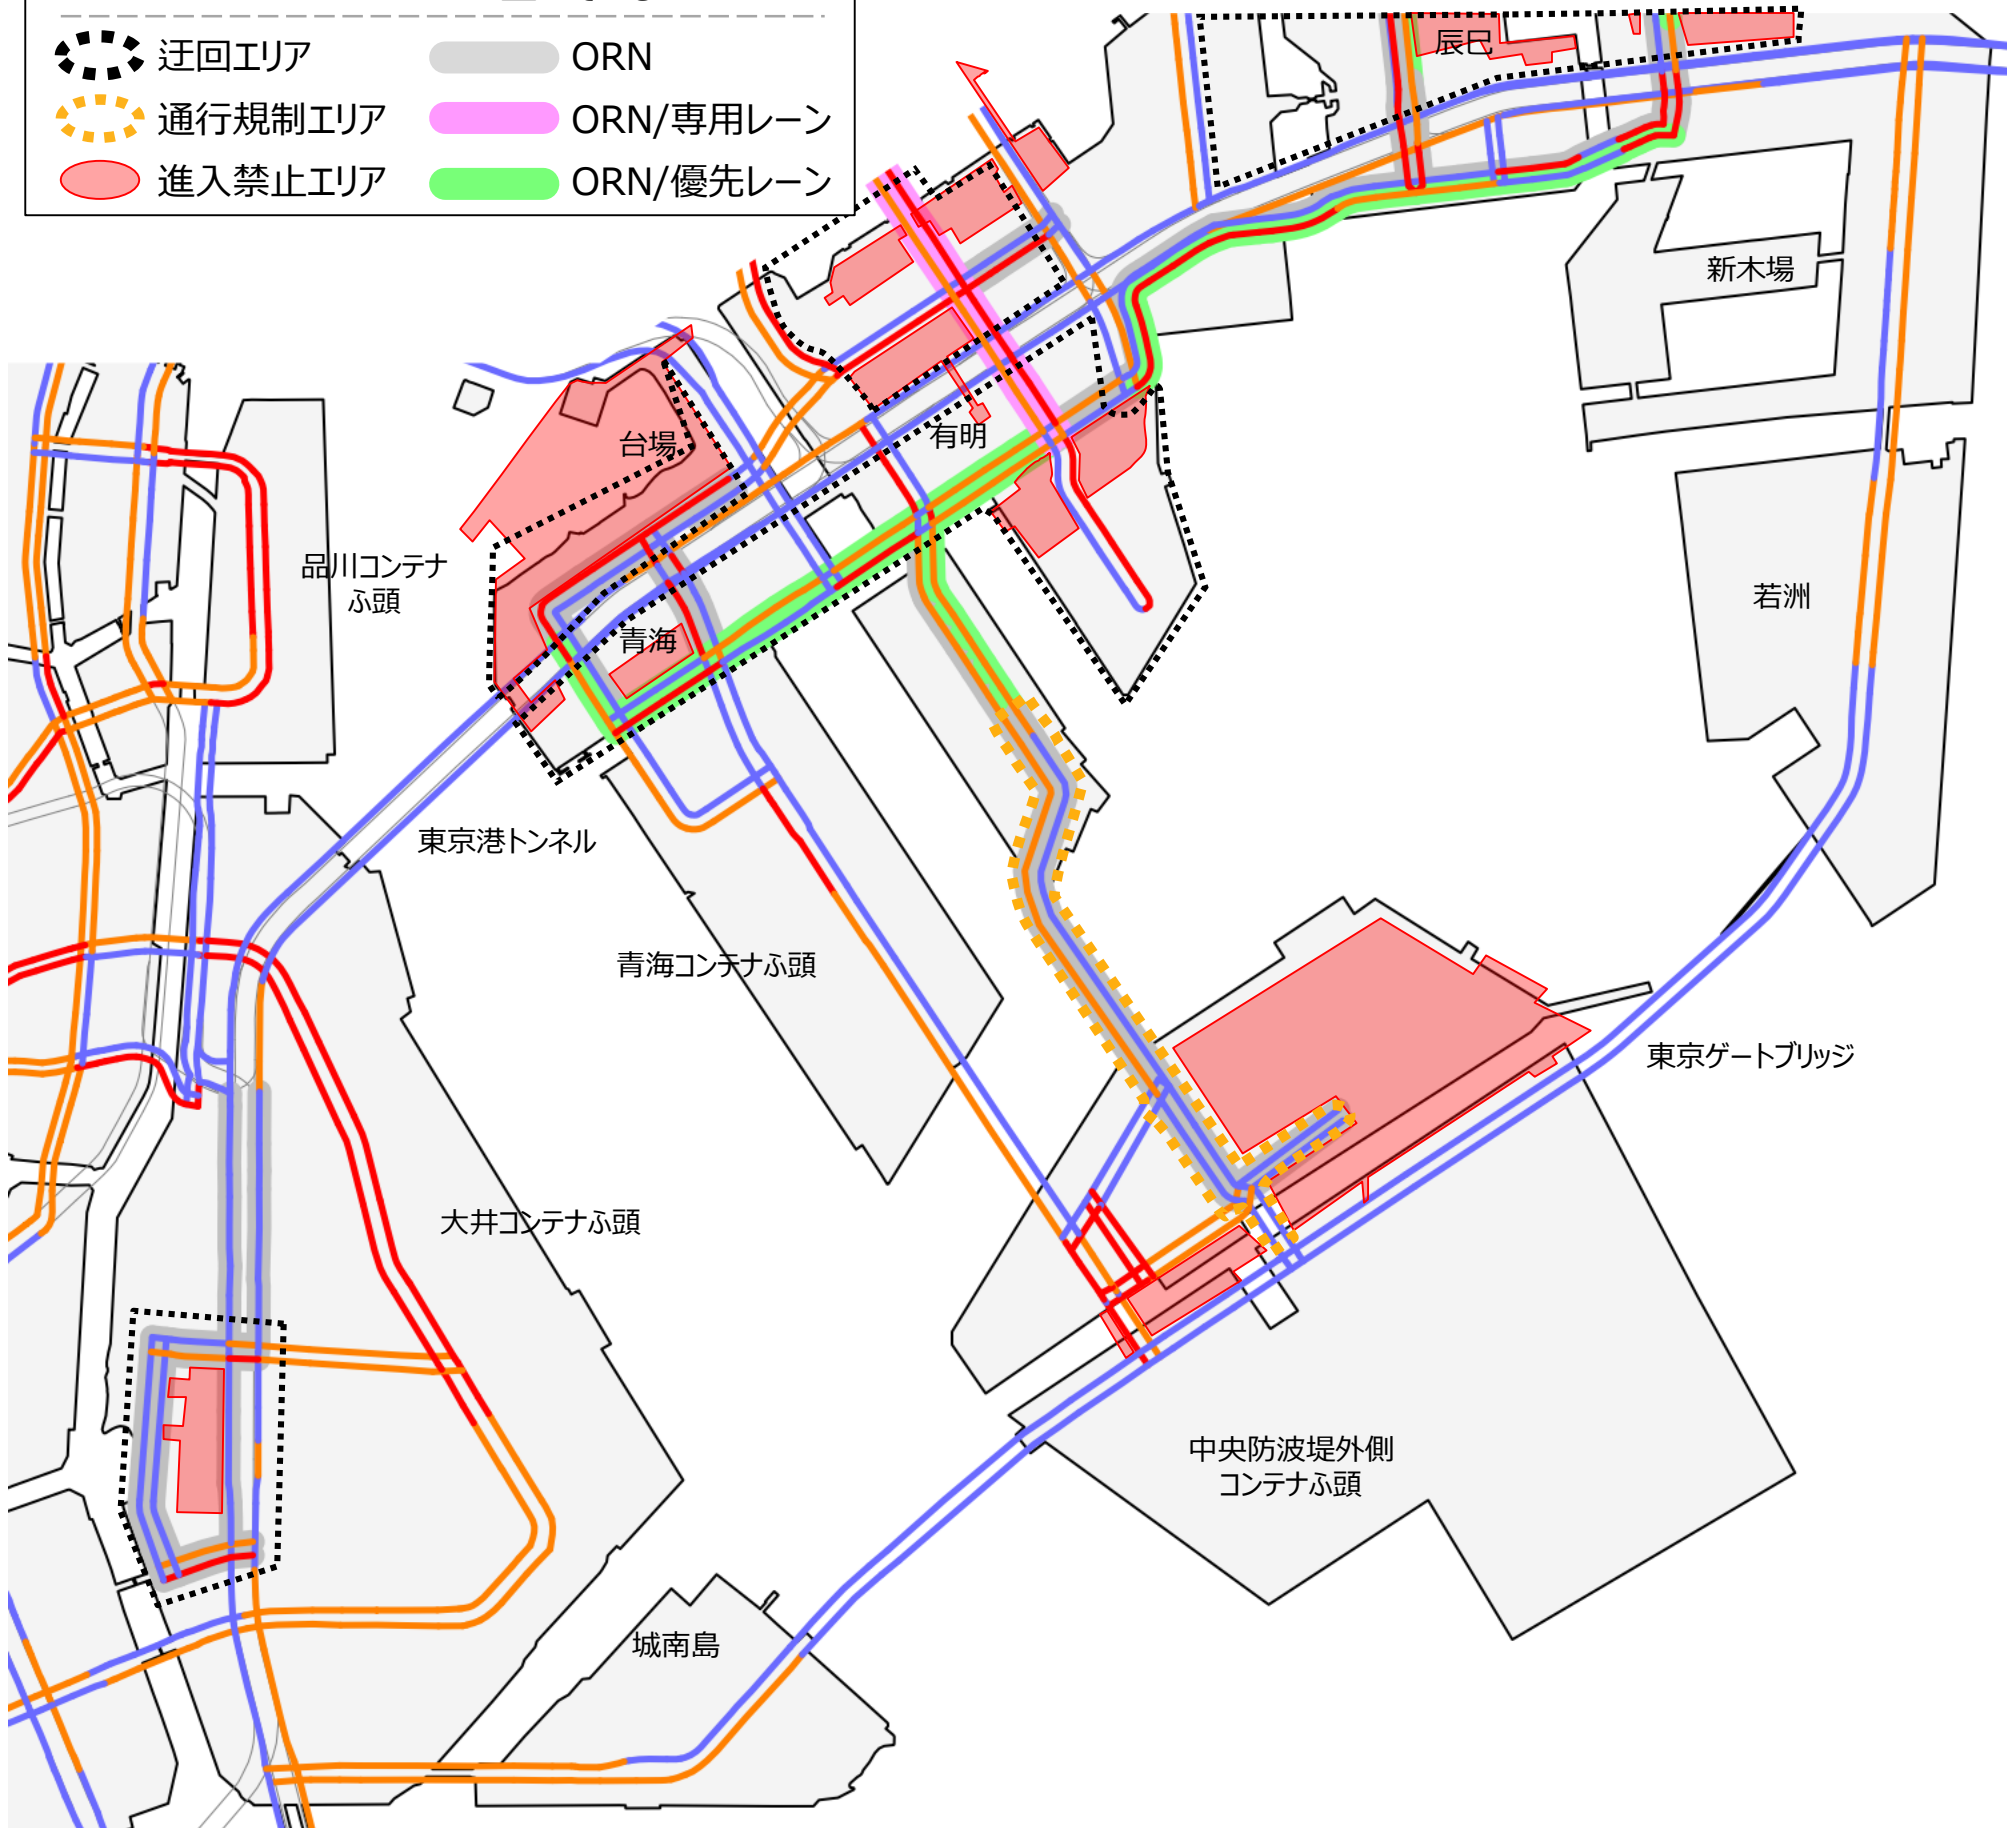 迂回エリア
ORN
通行規制エリア
ORN/専用レーン
進入禁止エリア
ORN/優先レーン
辰巳
新木場
台場
有明
品川コンテナ
ふ頭
青海
若洲
東京港トンネル
青海コンテナふ頭
東京ゲートブリッジ
大井コンテナふ頭
中央防波堤外側
コンテナふ頭
城南島